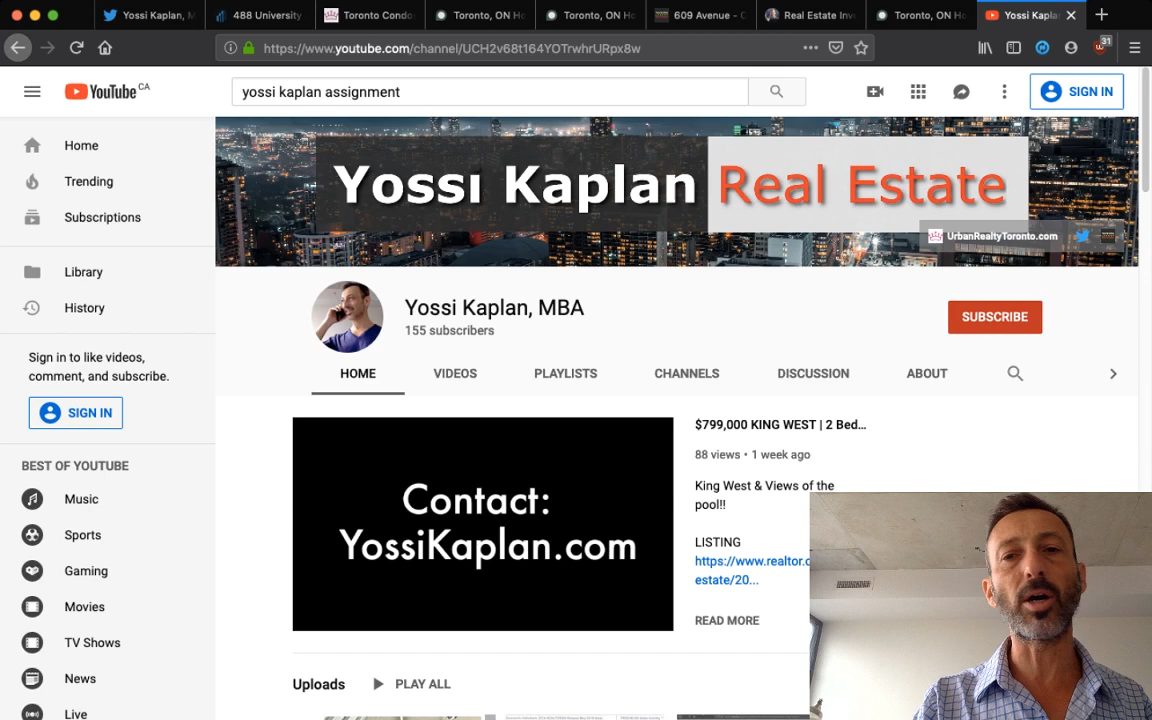 Yossi Kaplan, M
488 University
Toronto Condo
Toronto, ON Ho
Toronto, ON Ho
609 Avenue - C
Real Estate Inv
Toronto, ON Ho
Yossi Kaplan
https://www.youtube.com/channel/UCH2v68t164YOTrwhrURpx8w
31
YouTube CA
yossi kaplan assignment
SIGN IN
Home
Trending
Subscriptions
Library
History
Sign in to like videos,
comment, and subscribe.
SIGN IN
BEST OF YOUTUBE
Music
Sports
Gaming
Movies
TV Shows
News
Live
Yossi Kaplan Real Estate
UrbanRealtyToronto.com
Yossi Kaplan, MBA
155 subscribers
SUBSCRIBE
HOME
VIDEOS
PLAYLISTS
CHANNELS
DISCUSSION
ABOUT
Contact:
YossiKaplan.com
$799,000 KING WEST | 2 Bed...
88 views • 1 week ago
King West & Views of the
pool!!
LISTING
https://www.realtor.c
estate/20...
READ MORE
Uploads
PLAY ALL